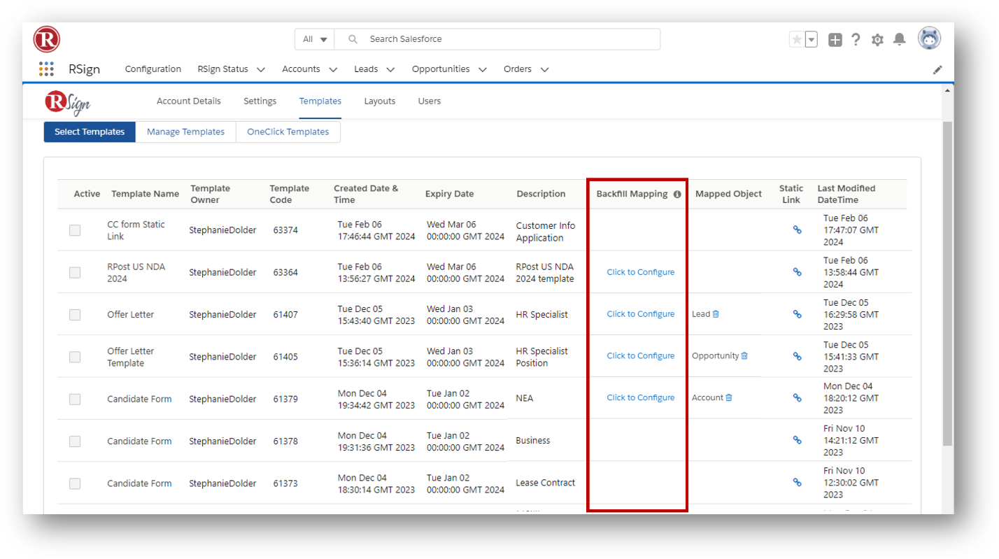 R
All
Search Salesforce
RSign
Configuration
RSign Status
Accounts
Leads
Opportunities
Orders
RSign
Account Details
Settings
Templates
Layouts
Users
Select Templates
Manage Templates
OneClick Templates
Active
Template Name
Template
Owner
Template
Code
Created Date &
Time
Expiry Date
Description
Backfill Mapping
Mapped Object
Static
Link
Last Modified
DateTime
CC form Static
Link
StephanieDolder
63374
Tue Feb 06
17:46:44 GMT 2024
Wed Mar 06
00:00:00 GMT 2024
Customer Info
Application
Tue Feb 06
17:47:07 GMT
2024
RPost US NDA
2024
StephanieDolder
63364
Tue Feb 06
13:56:27 GMT 2024
Wed Mar 06
00:00:00 GMT 2024
RPost US NDA
2024 template
Click to Configure
Tue Feb 06
13:58:44 GMT
2024
Offer Letter
StephanieDolder
61407
Tue Dec 05
15:43:40 GMT 2023
Wed Jan 03
00:00:00 GMT 2024
HR Specialist
Click to Configure
Lead
Tue Dec 05
16:29:58 GMT
2023
Offer Letter
Template
StephanieDolder
61405
Tue Dec 05
15:36:14 GMT 2023
Wed Jan 03
00:00:00 GMT 2024
HR Specialist
Position
Click to Configure
Opportunity
Tue Dec 05
15:41:33 GMT
2023
Candidate Form
StephanieDolder
61379
Mon Dec 04
19:34:42 GMT 2023
Tue Jan 02
00:00:00 GMT 2024
NEA
Click to Configure
Account
Mon Dec 04
18:20:12 GMT
2023
Candidate Form
StephanieDolder
61378
Mon Dec 04
19:31:36 GMT 2023
Tue Jan 02
00:00:00 GMT 2024
Business
Fri Nov 10
14:21:12 GMT
2023
Candidate Form
StephanieDolder
61373
Mon Dec 04
18:30:14 GMT 2023
Tue Jan 02
00:00:00 GMT 2024
Lease Contract
Fri Nov 10
12:30:02 GMT
2023